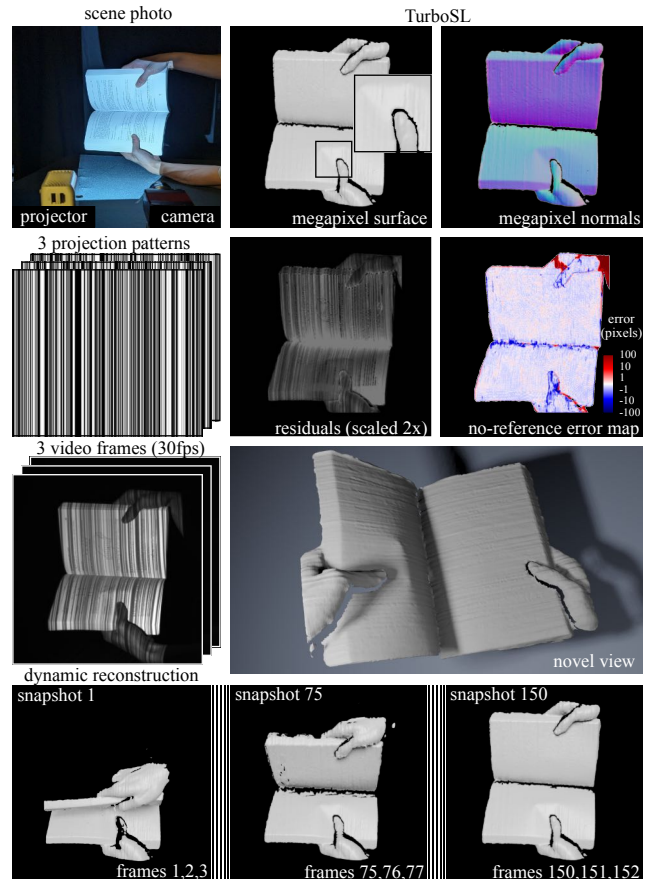 scene photo
TurboSL
projector
camera
megapixel surface
megapixel normals
3 projection patterns
error
(pixels)
100
10
1
-1
-10
-100
residuals (scaled 2x)
no-reference error map
3 video frames (30fps)
novel view
dynamic reconstruction
snapshot 1
snapshot 75
snapshot 150
frames 1,2,3
frames 75,76,77
frames 150,151,152